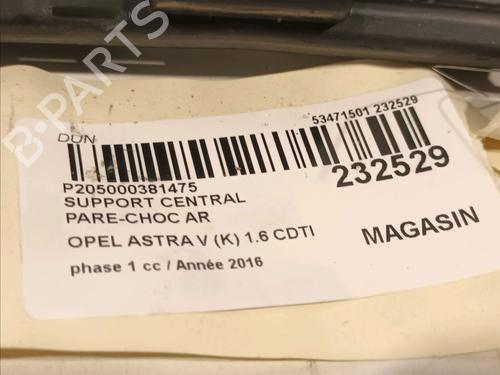 DUN
53471501 232529
P205000381475
232529
SUPPORT CENTRAL
PARE-CHOC AR
MAGASIN
OPEL ASTRA V (K) 1.6 CDTI
phase 1 cc / Année 2016
B-PARTS